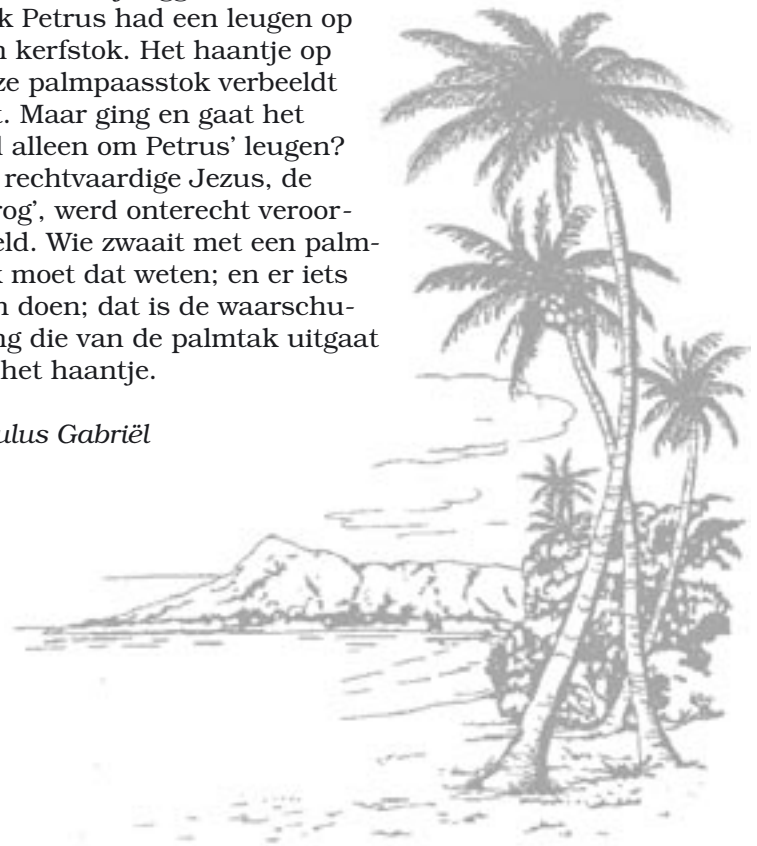 k Petrus had een leugen op
n kerfstok. Het haantje op
ze palmpaasstok verbeeldt
t. Maar ging en gaat het
l alleen om Petrus’ leugen?
rechtvaardige Jezus, de
rog’, werd onterecht veroor-
eld. Wie zwaait met een palm-
k moet dat weten; en er iets
n doen; dat is de waarschu-
ng die van de palmtak uitgaat
het haantje.
ulus Gabriël